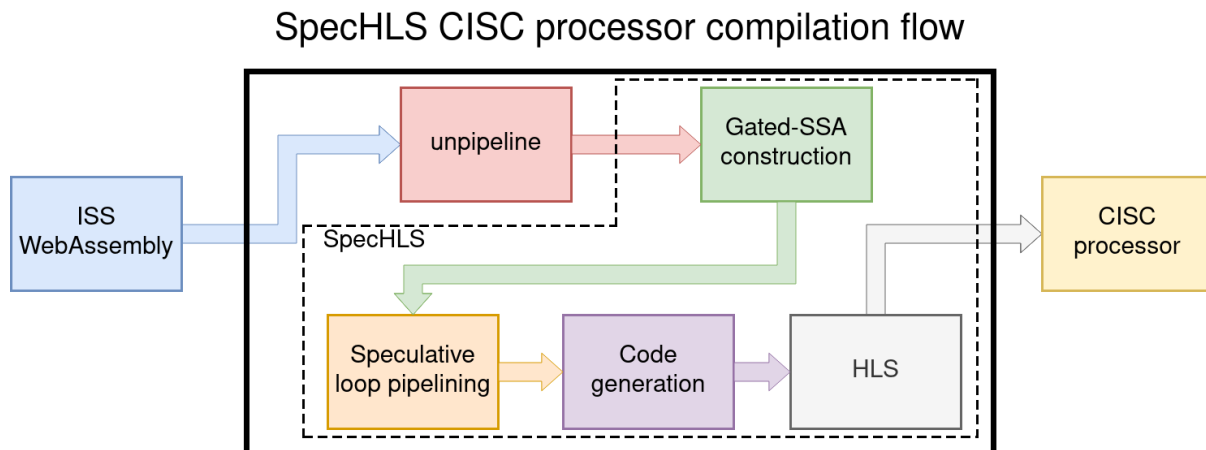 SpecHLS CISC processor compilation flow
unpipeline
Gated-SSA
construction
ISS
WebAssembly
SpecHLS
CISC
processor
Speculative
loop pipelining
Code
generation
HLS